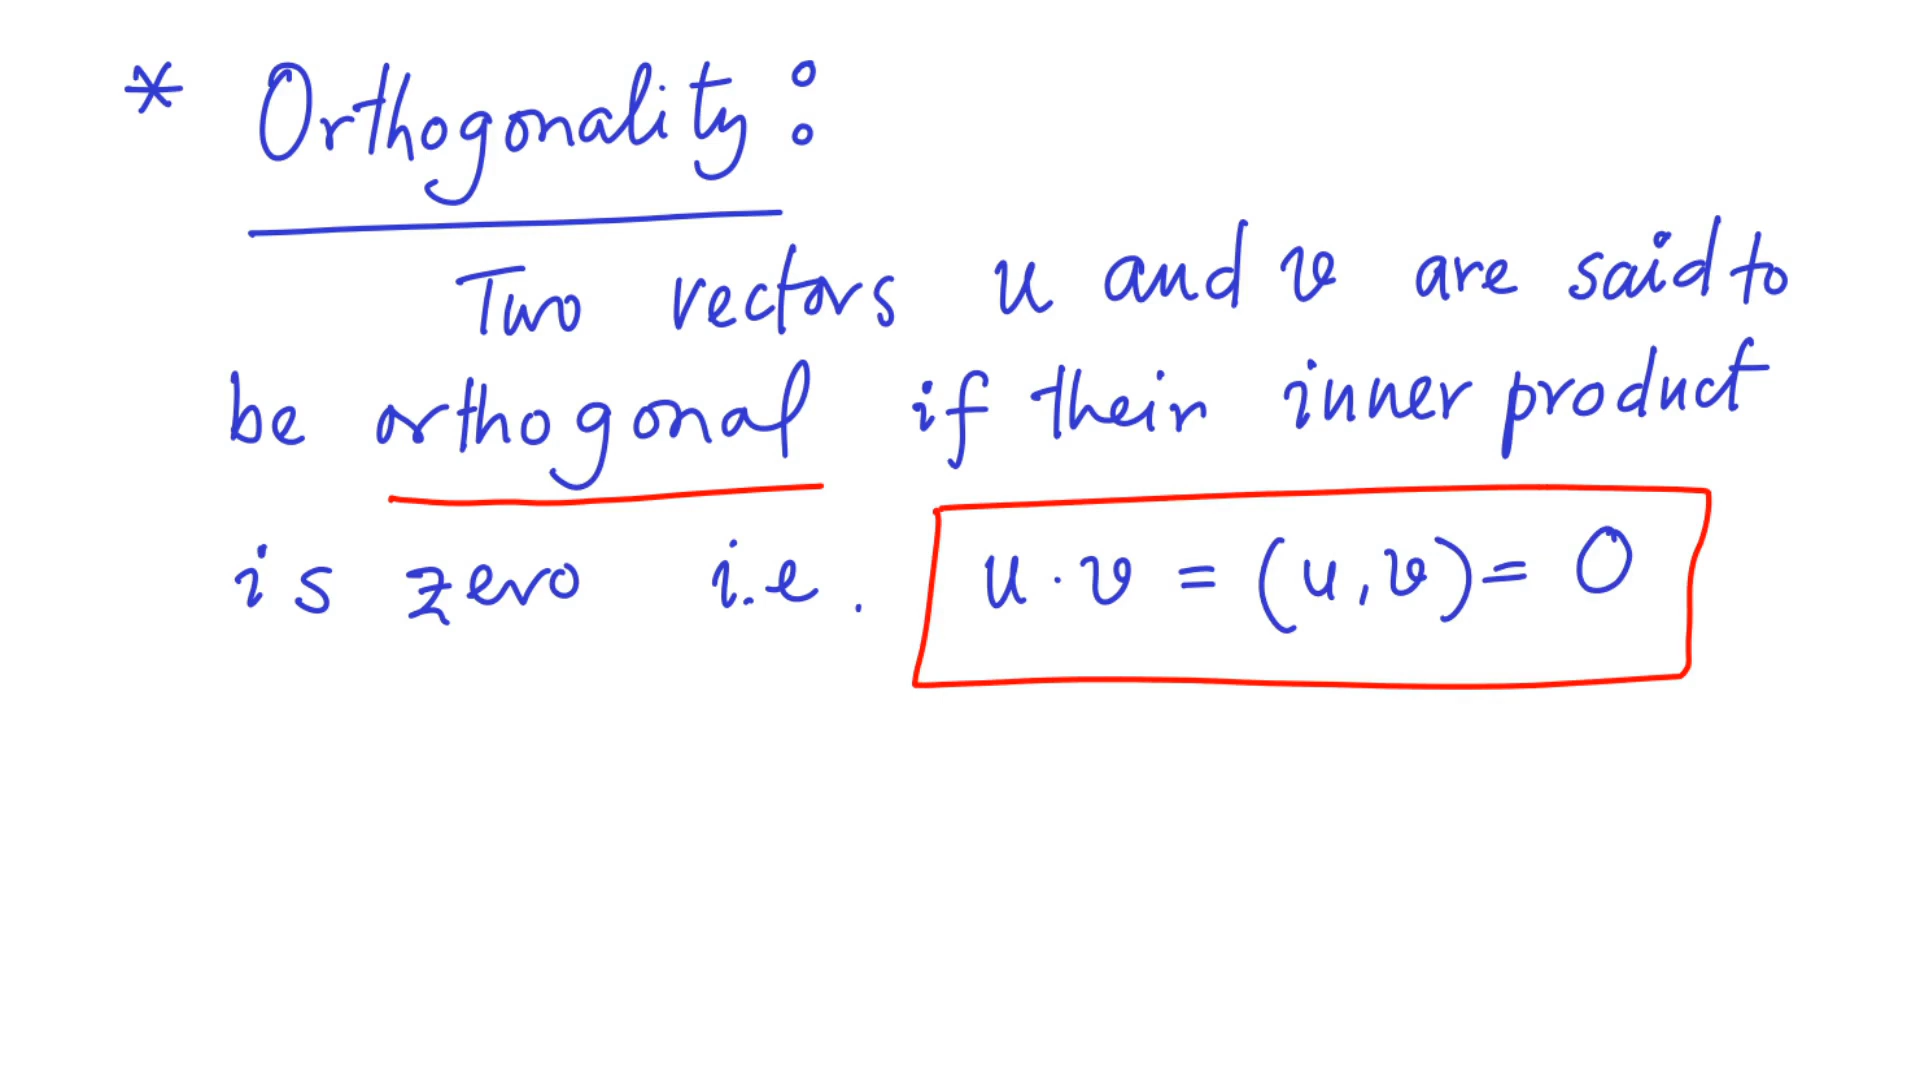 * Orthogonality:
Two vectors u and v are said to
be orthogonal if their inner product
is zero i.e. u · v = (u,v) = 0